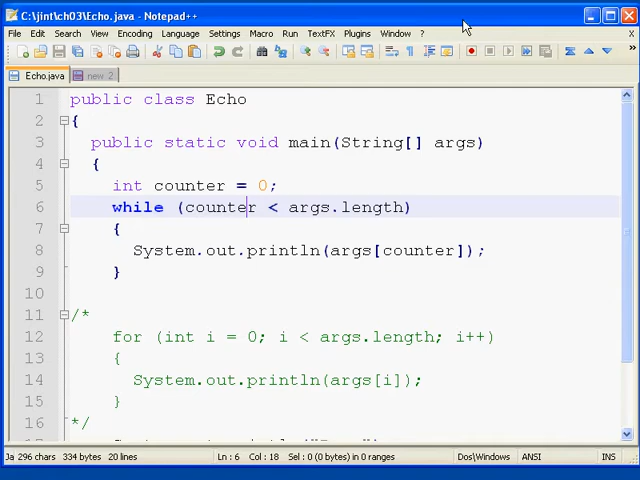 C:\jint\ch03\Echo.java - Notepad++
File Edit Search View Encoding Language Settings Macro Run TextFX Plugins Window ? X
Echo.java new 2
1 public class Echo
2 {
3 public static void main(String[] args)
4 {
5 int counter = 0;
6 while (counter < args.length)
7 {
8 System.out.println(args[counter]);
9 }
10
11 /*
12 for (int i = 0; i < args.length; i++)
13 {
14 System.out.println(args[i]);
15 }
16 */
Ja 296 chars 334 bytes 20 lines Ln : 6 Col : 18 Sel : 0 (0 bytes) in 0 ranges Dos\Windows ANSI INS